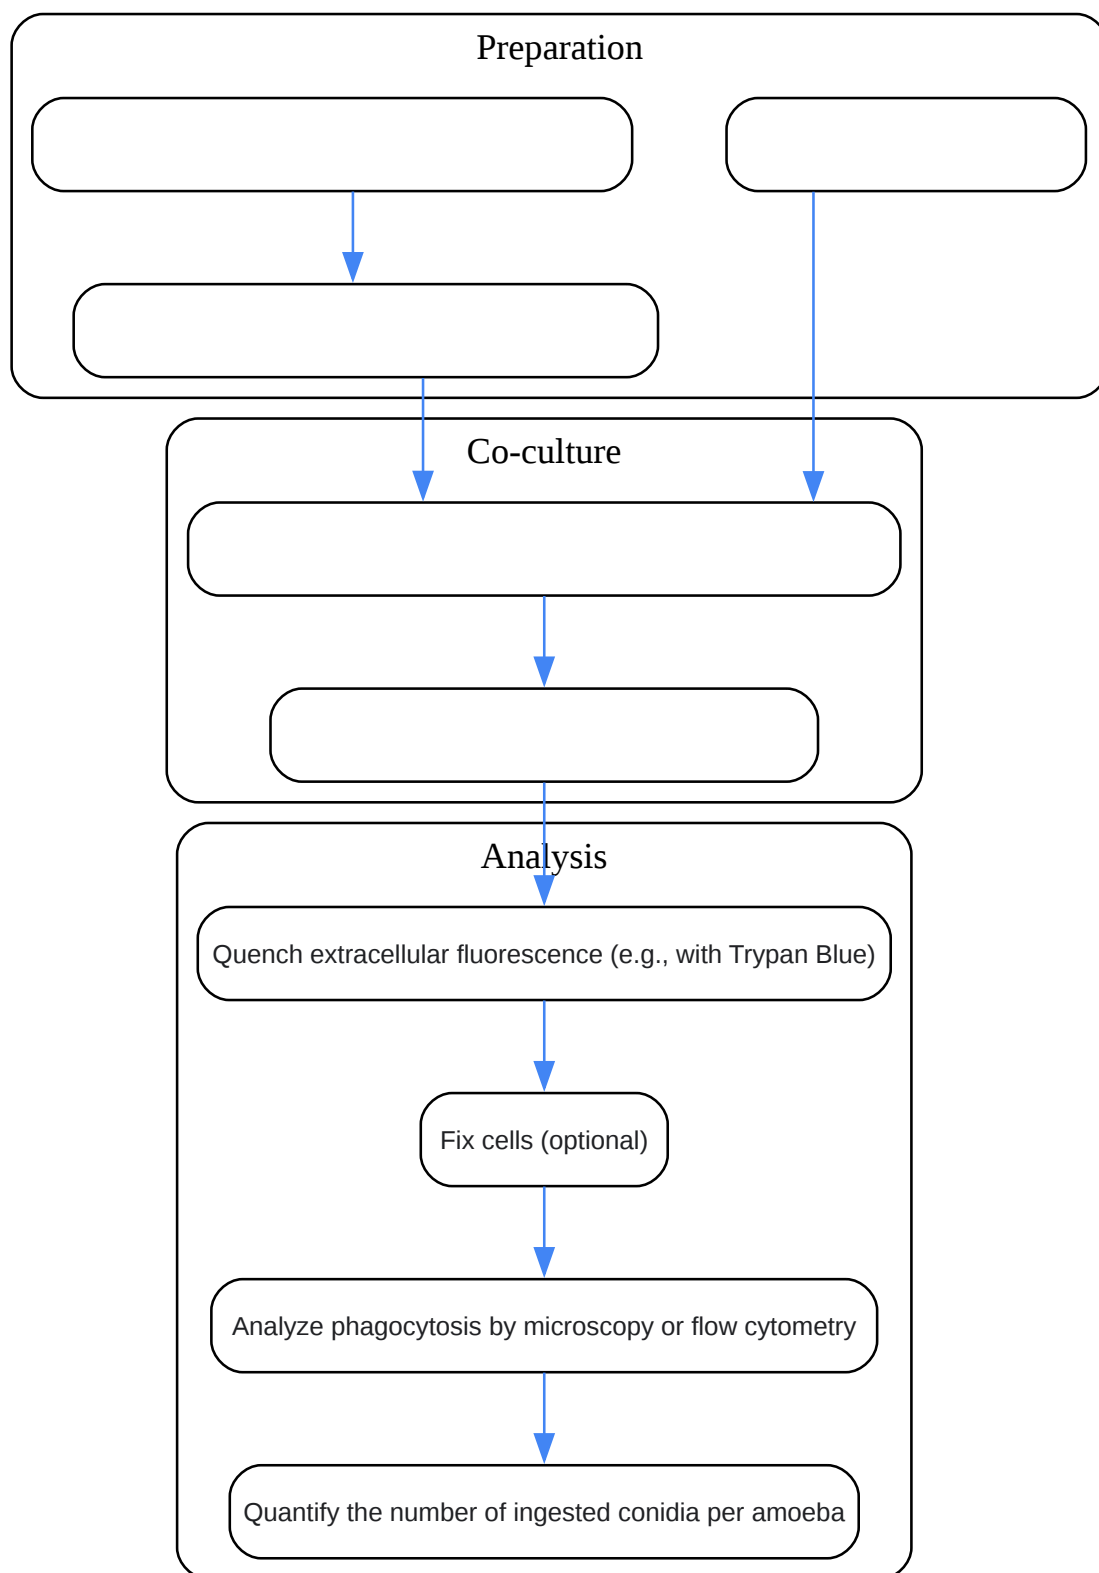 Preparation
Co-culture
Analysis
Quench extracellular fluorescence (e.g., with Trypan Blue)
Fix cells (optional)
Analyze phagocytosis by microscopy or flow cytometry
Quantify the number of ingested conidia per amoeba